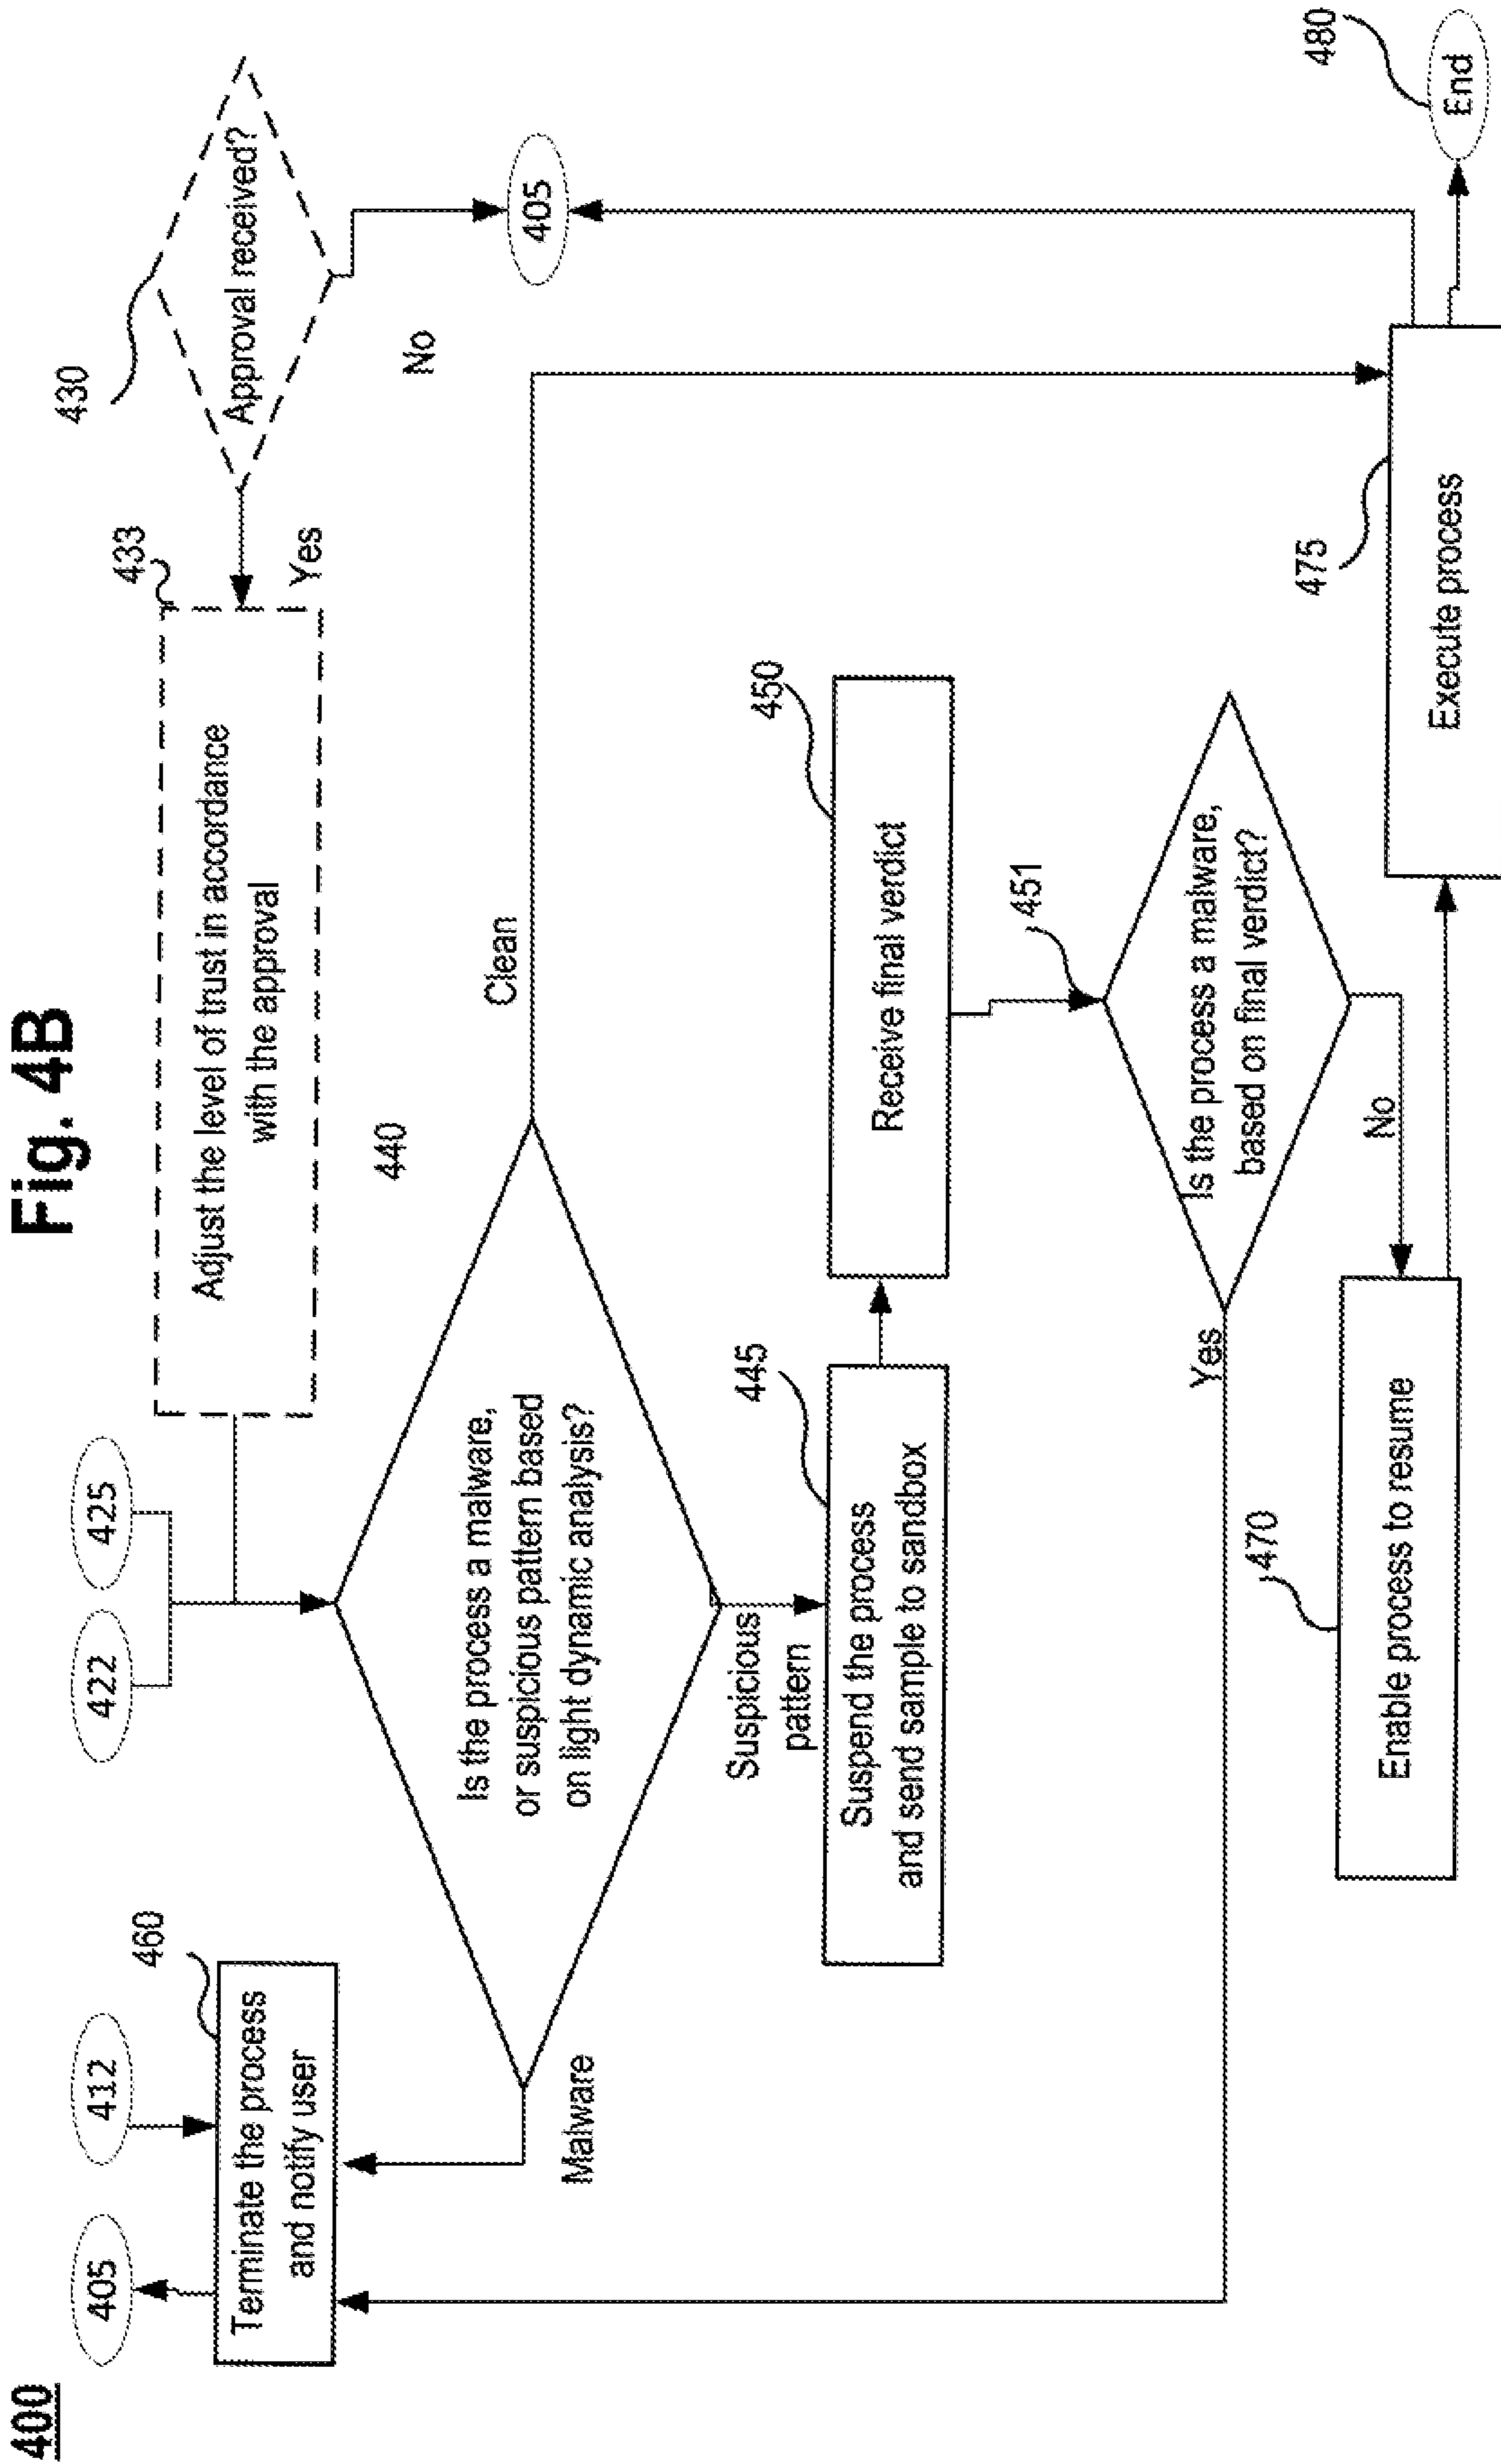 400
Fig. 4B
405
412
422
425
433
430
460
Terminate the process
and notify user
Adjust the level of trust in accordance
with the approval
Yes
Approval received?
No
405
440
Is the process a malware,
or suspicious pattern based
on light dynamic analysis?
Malware
Clean
Suspicious
pattern
445
Suspend the process
and send sample to sandbox
450
Receive final verdict
451
Is the process a malware,
based on final verdict?
Yes
No
470
Enable process to resume
475
Execute process
480
End